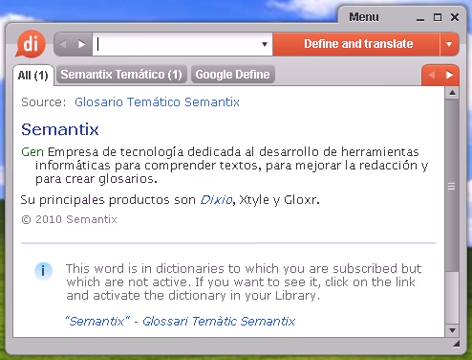 Menu
di
Define and translate
All (1) Semantix Temático (1) Google Define
Source: Glosario Temático Semantix
Semantix
Gen Empresa de tecnología dedicada al desarrollo de herramientas
informáticas para comprender textos, para mejorar la redacción y
para crear glosarios.
Su principales productos son Dixio, Xtyle y Gloxr.
© 2010 Semantix
i
This word is in dictionaries to which you are subscribed but
which are not active. If you want to see it, click on the link
and activate the dictionary in your Library.
"Semantix" - Glossari Temàtic Semantix